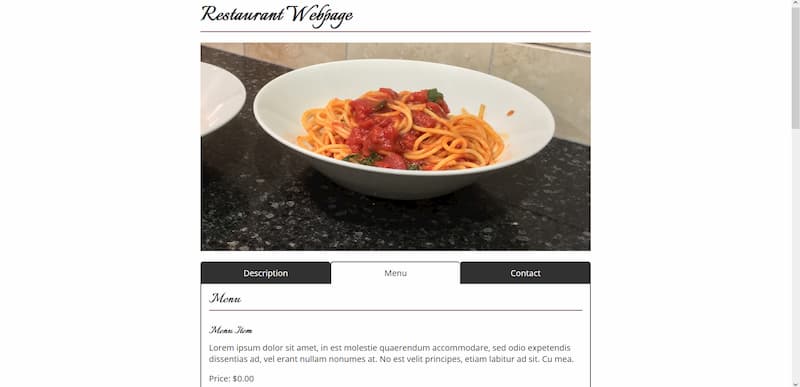 Restaurant Webpage
Description
Menu
Contact
Menu
Menu Item
Lorem ipsum dolor sit amet, in est molestie quaerendum accommodare, sed odio expetendis
dissentias ad, vel erant nullam nonumes at. No est velit principes, etiam labitur ad sit. Cu mea.
Price: $0.00